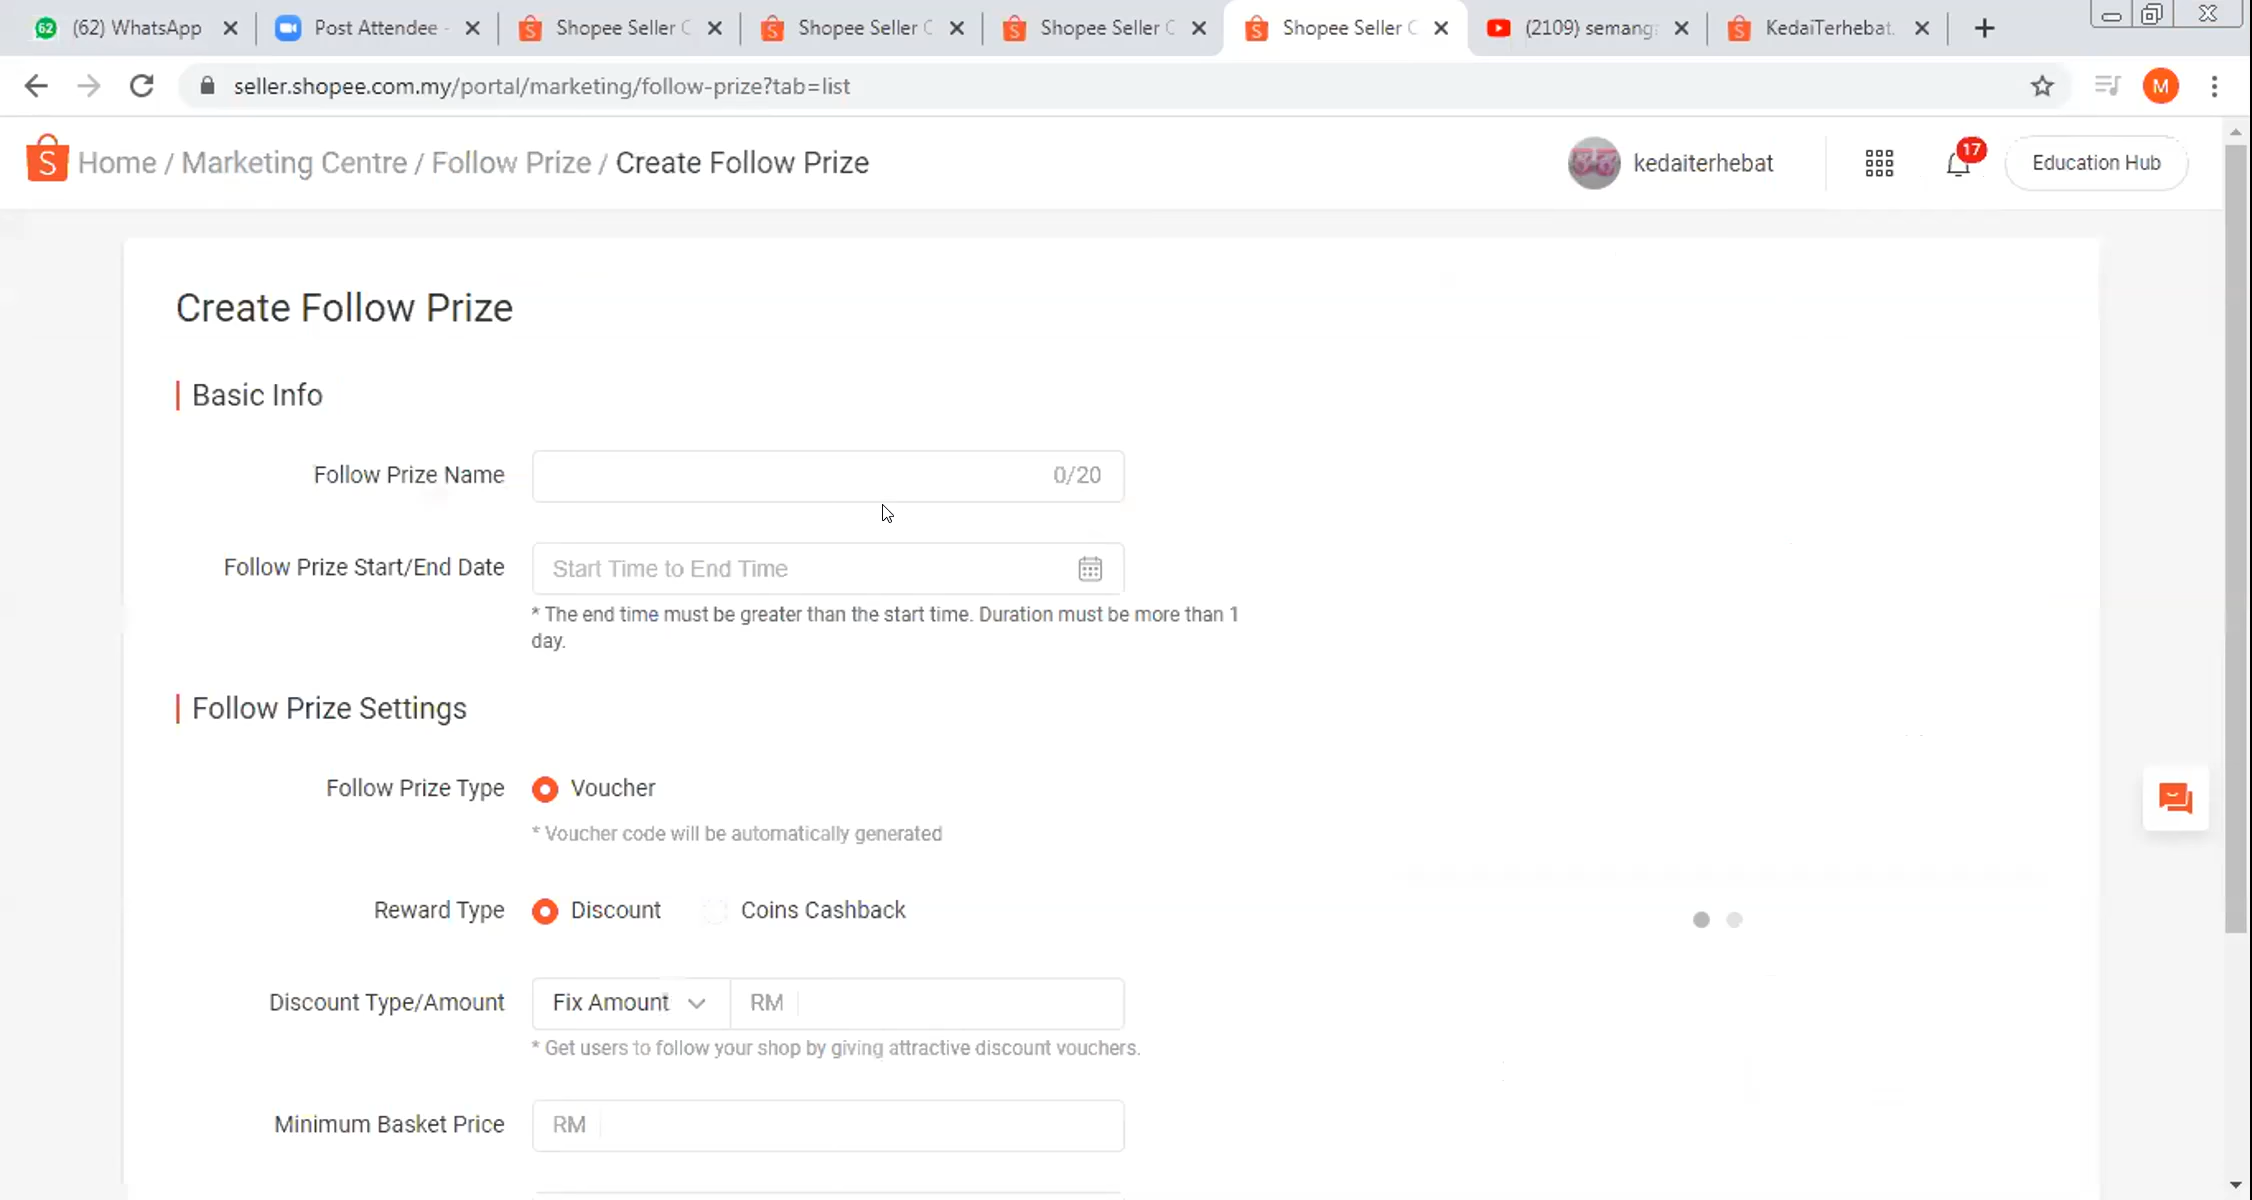 62 (62) WhatsApp
Post Attendee -
Shopee Seller C
Shopee Seller C
Shopee Seller C
Shopee Seller C
(2109) semang
KedaiTerhebat.
seller.shopee.com.my/portal/marketing/follow-prize?tab=list
M
S Home / Marketing Centre / Follow Prize / Create Follow Prize
kedaiterhebat
17
Education Hub
Create Follow Prize
Basic Info
Follow Prize Name
0/20
Follow Prize Start/End Date
Start Time to End Time
* The end time must be greater than the start time. Duration must be more than 1
day.
Follow Prize Settings
Follow Prize Type
Voucher
* Voucher code will be automatically generated
Reward Type
Discount
Coins Cashback
Discount Type/Amount
Fix Amount
RM
* Get users to follow your shop by giving attractive discount vouchers.
Minimum Basket Price
RM